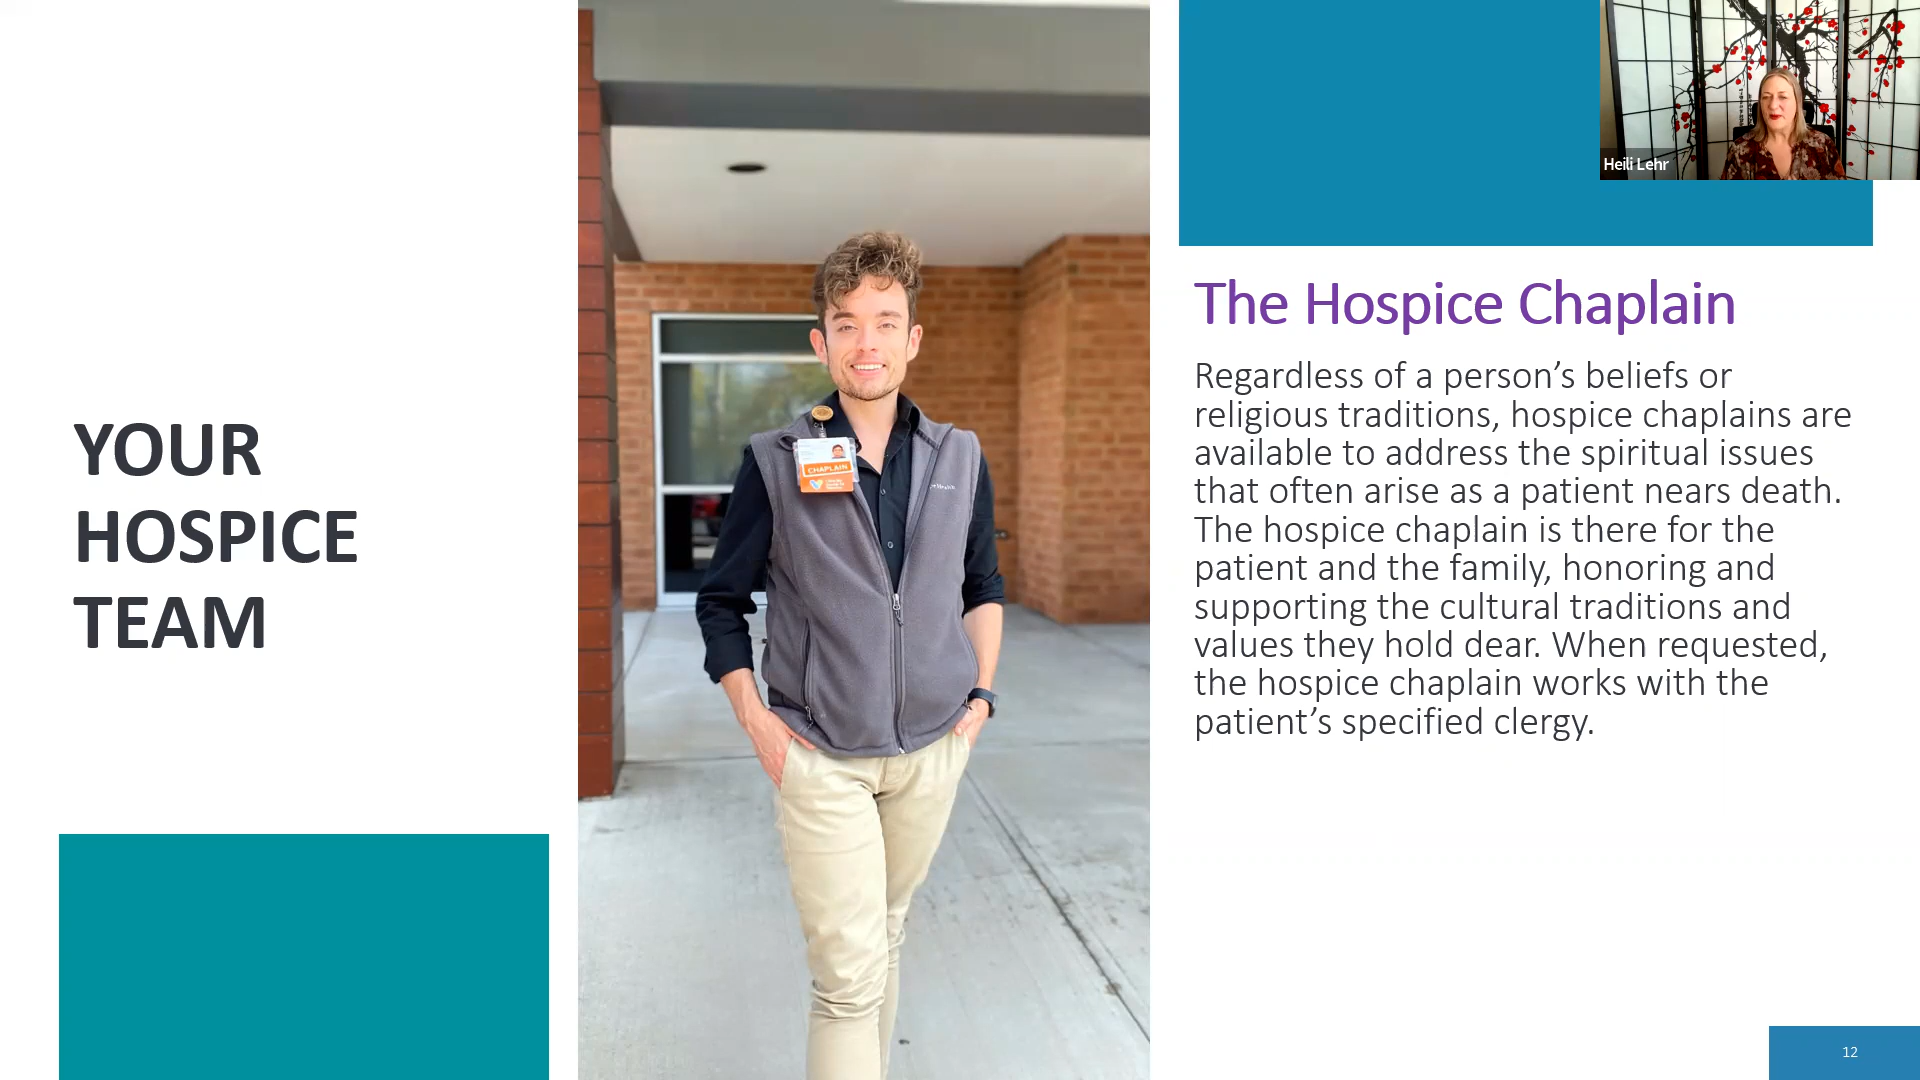 YOUR
HOSPICE
TEAM
CHAPLAIN
Heili Lehr
The Hospice Chaplain
Regardless of a person’s beliefs or
religious traditions, hospice chaplains are
available to address the spiritual issues
that often arise as a patient nears death.
The hospice chaplain is there for the
patient and the family, honoring and
supporting the cultural traditions and
values they hold dear. When requested,
the hospice chaplain works with the
patient’s specified clergy.
12